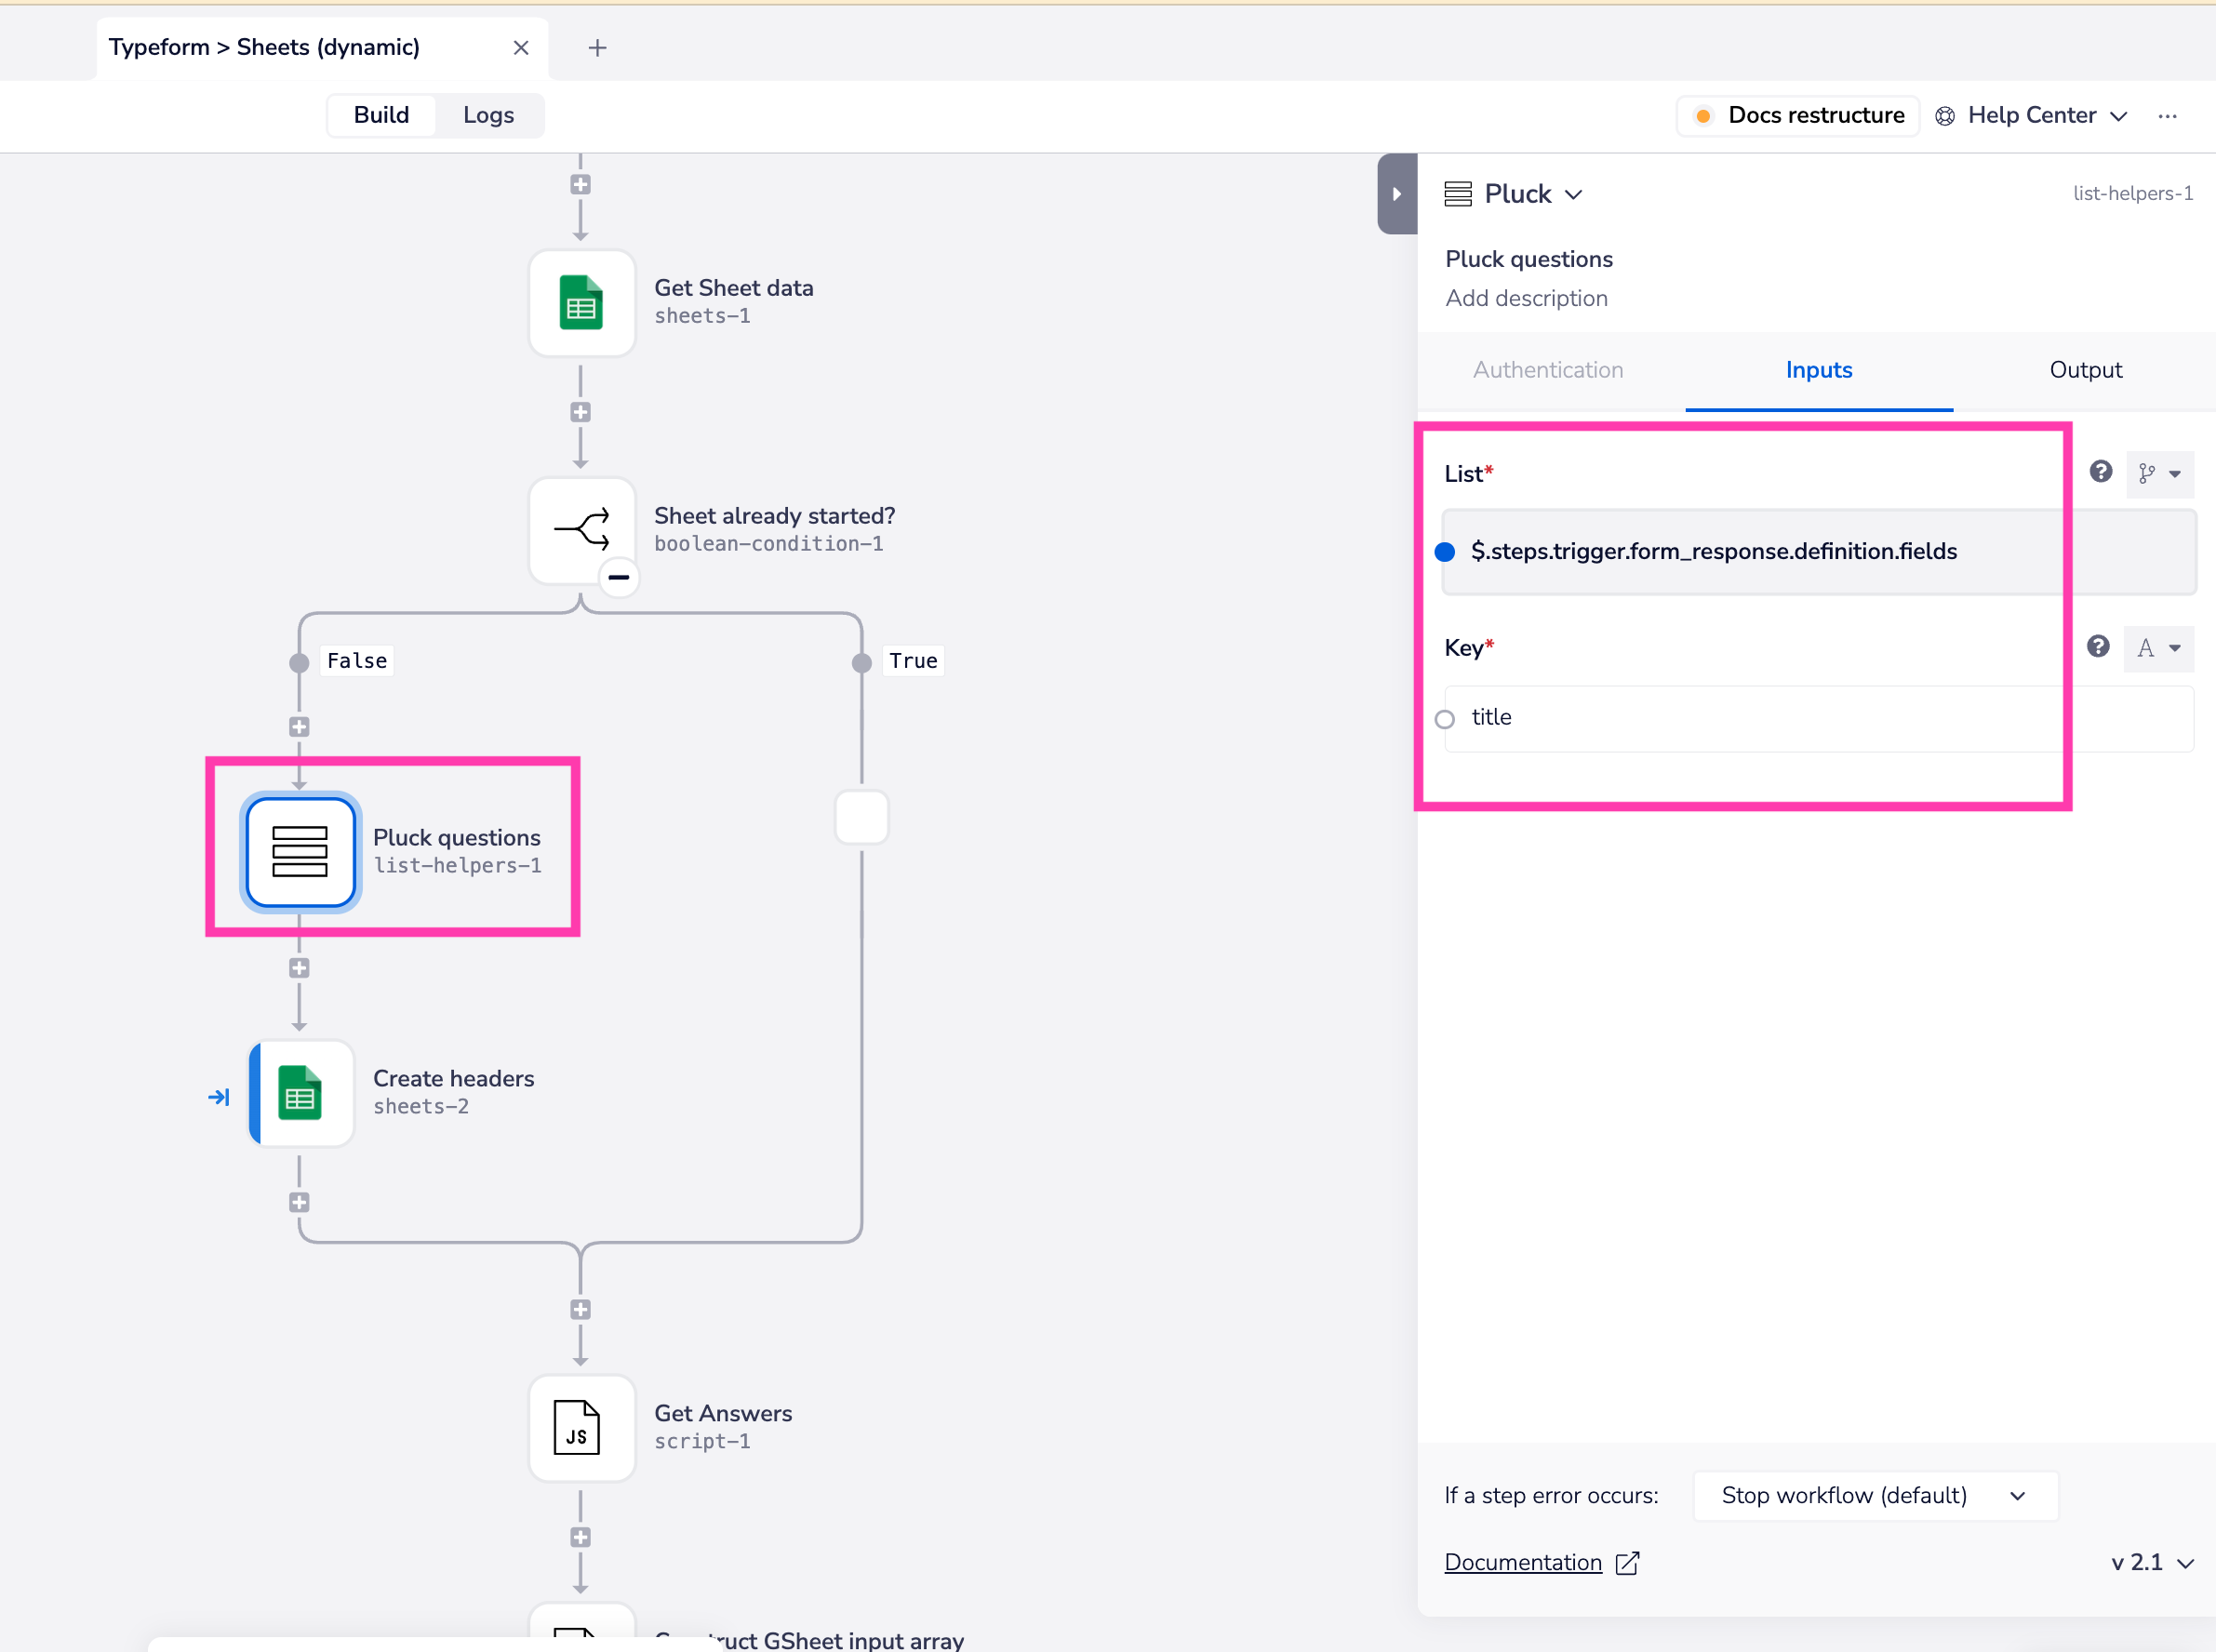 Typeform > Sheets (dynamic)
Build
Logs
Docs restructure
Help Center
Get Sheet data
sheets-1
Sheet already started?
boolean-condition-1
False
True
Pluck questions
list-helpers-1
Create headers
sheets-2
Get Answers
script-1
JS
GSheet input array
Pluck
list-helpers-1
Pluck questions
Add description
Authentication
Inputs
Output
List*
$.steps.trigger.form_response.definition.fields
Key*
A
title
If a step error occurs:
Stop workflow (default)
Documentation
v 2.1